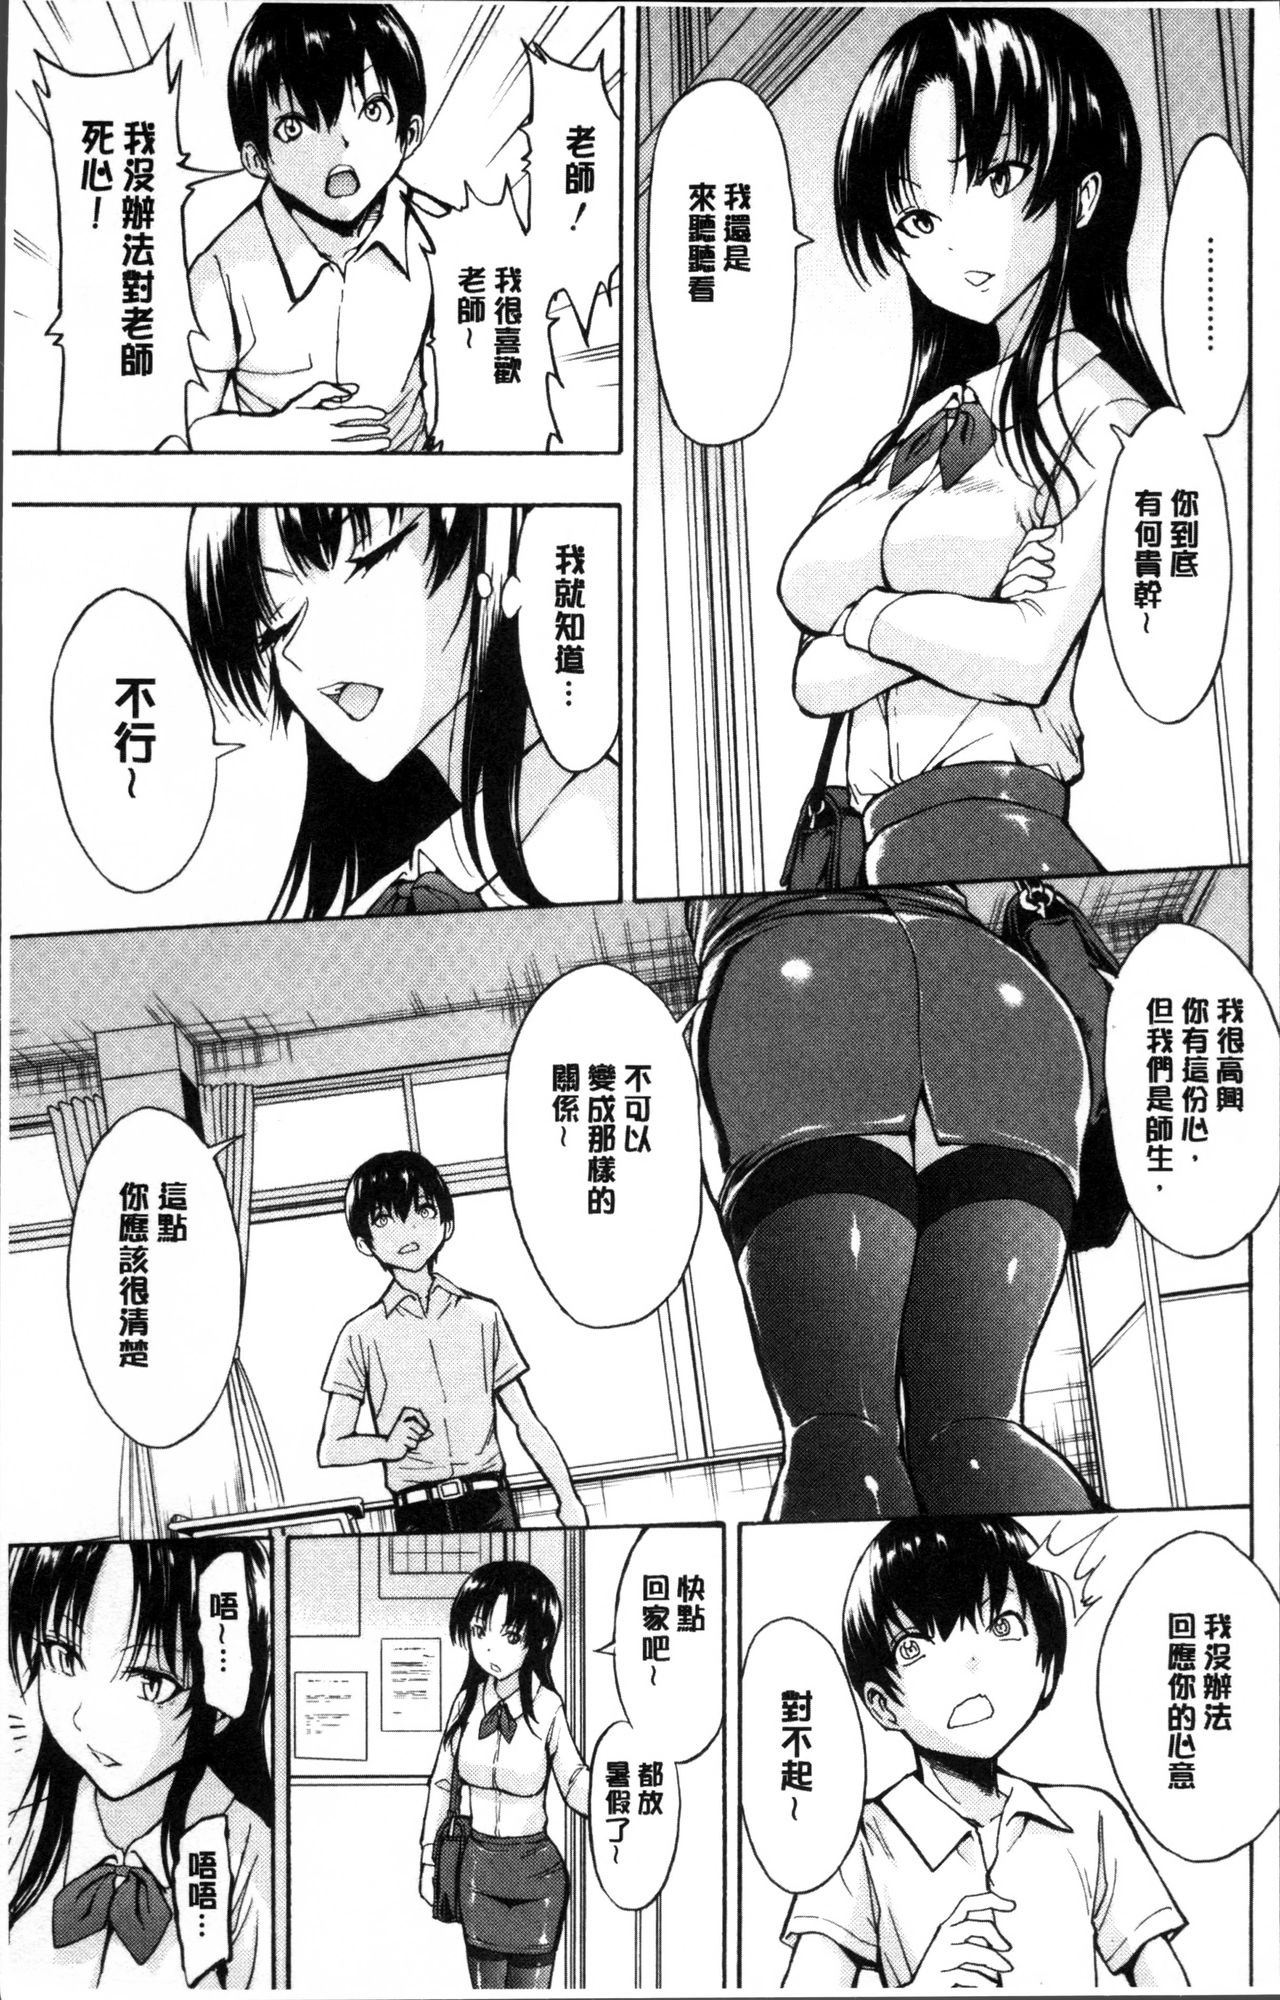 …………
你到底
有何貴幹~
我還是
來聽聽看
老師！
我很喜歡
老師~
我沒辦法對老師
死心！
我就知道…
不行~
我很高興
你有這份心，
但我們是師生，
不可以
變成那樣的
關係~
這點
你應該很清楚
我沒辦法
回應你的心意
對不起~
快點
回家吧~
都放
暑假了~
唔~…
唔唔…